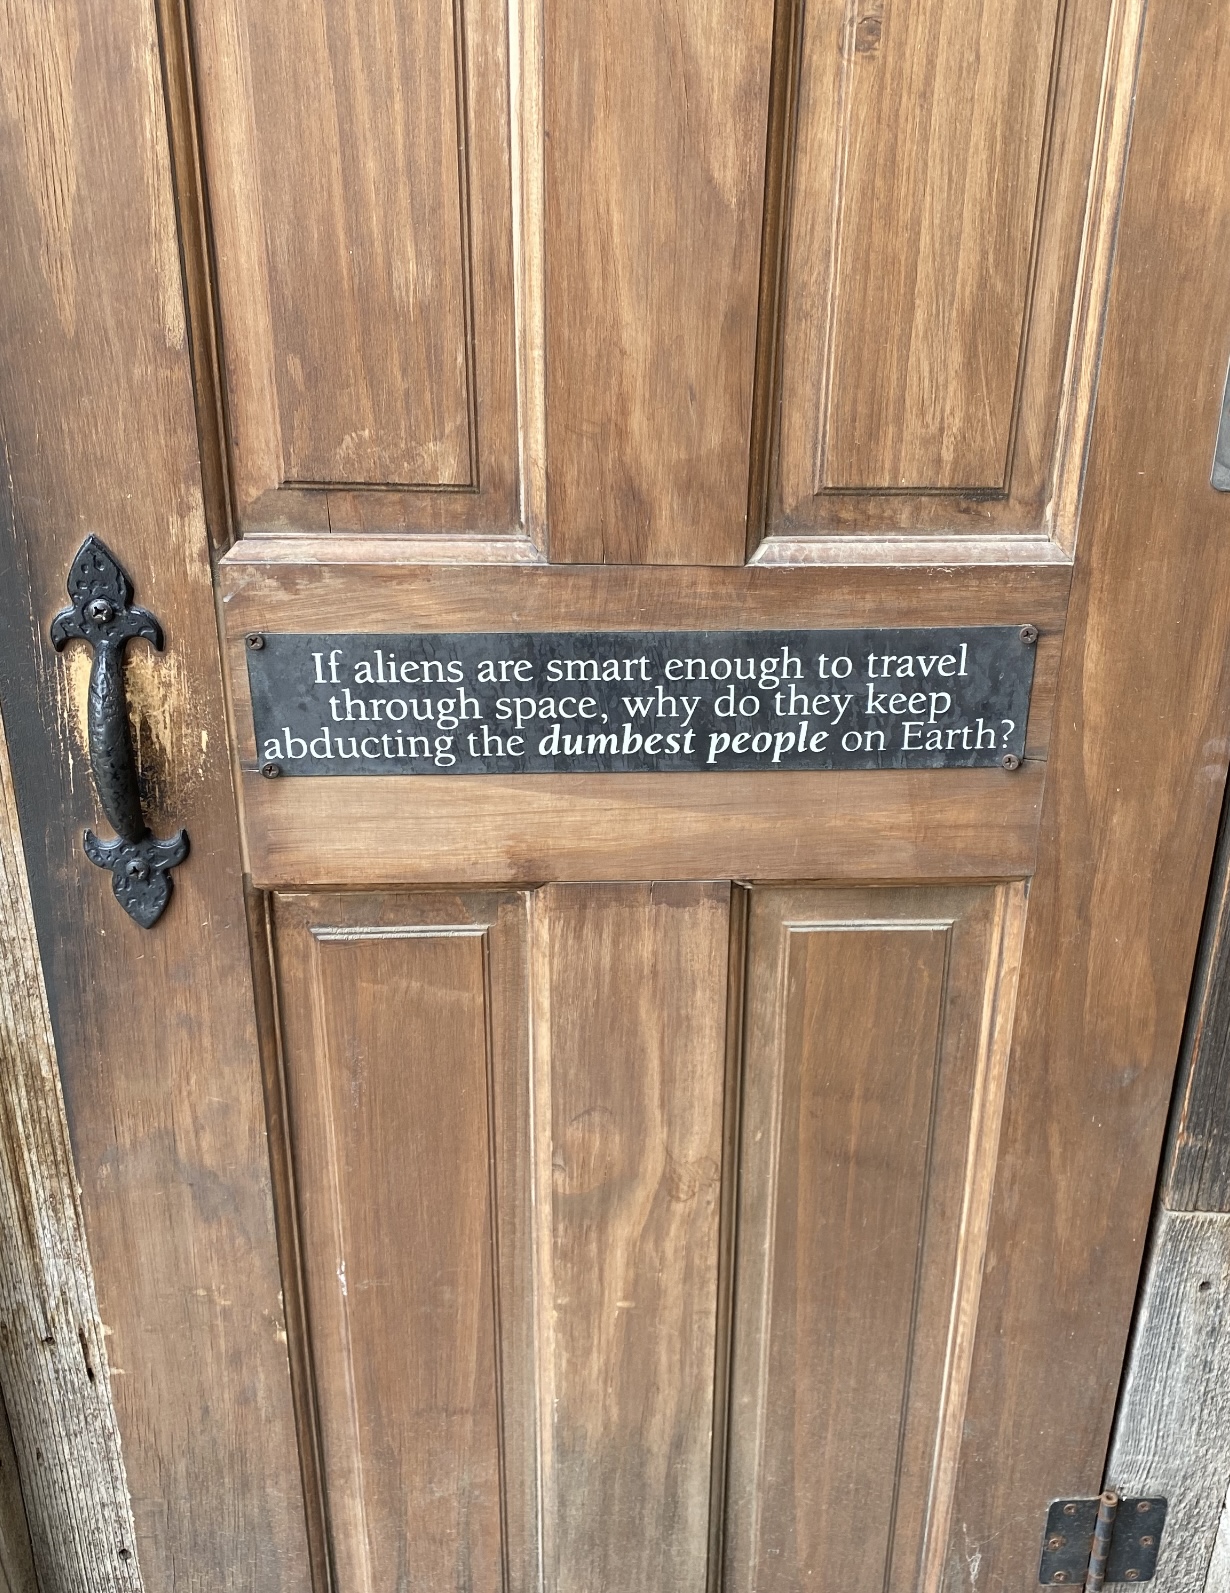 If aliens are smart enough to travel
through space, why do they keep
abducting the dumbest people on Earth?